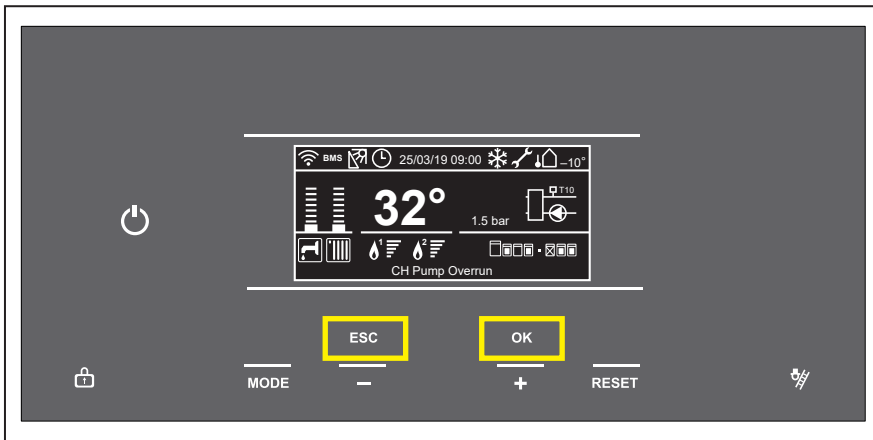 BMS 25/03/19 09:00 –10°
T10
32°
1.5 bar
1 2
CH Pump Overrun
ESC OK
MODE – + RESET